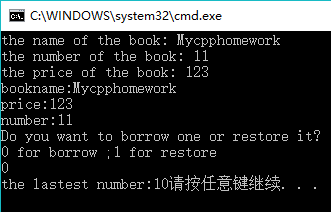 C:\WINDOWS\system32\cmd.exe
the name of the book: Mycpphomework
the number of the book: 11
the price of the book: 123
bookname:Mycpphomework
price:123
number:11
Do you want to borrow one or restore it?
0 for borrow ;1 for restore
0
the lastest number:10请按任意键继续. . .